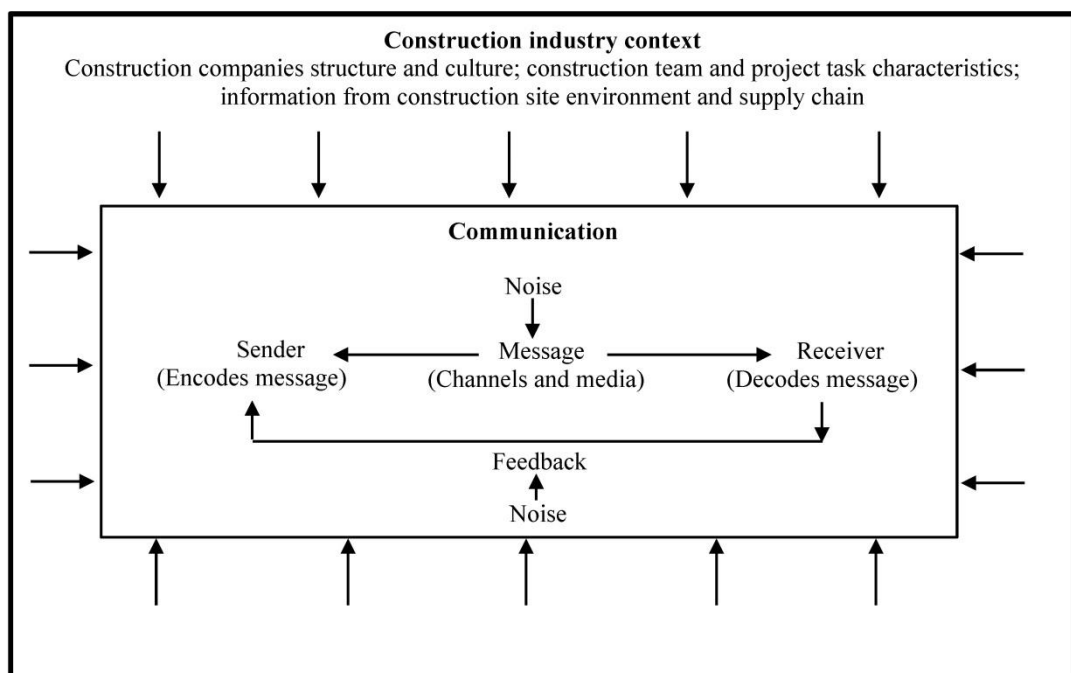 Construction industry context
Construction companies structure and culture; construction team and project task characteristics;
information from construction site environment and supply chain
Communication
Noise
Sender
(Encodes message)
Message
(Channels and media)
Receiver
(Decodes message)
Feedback
Noise